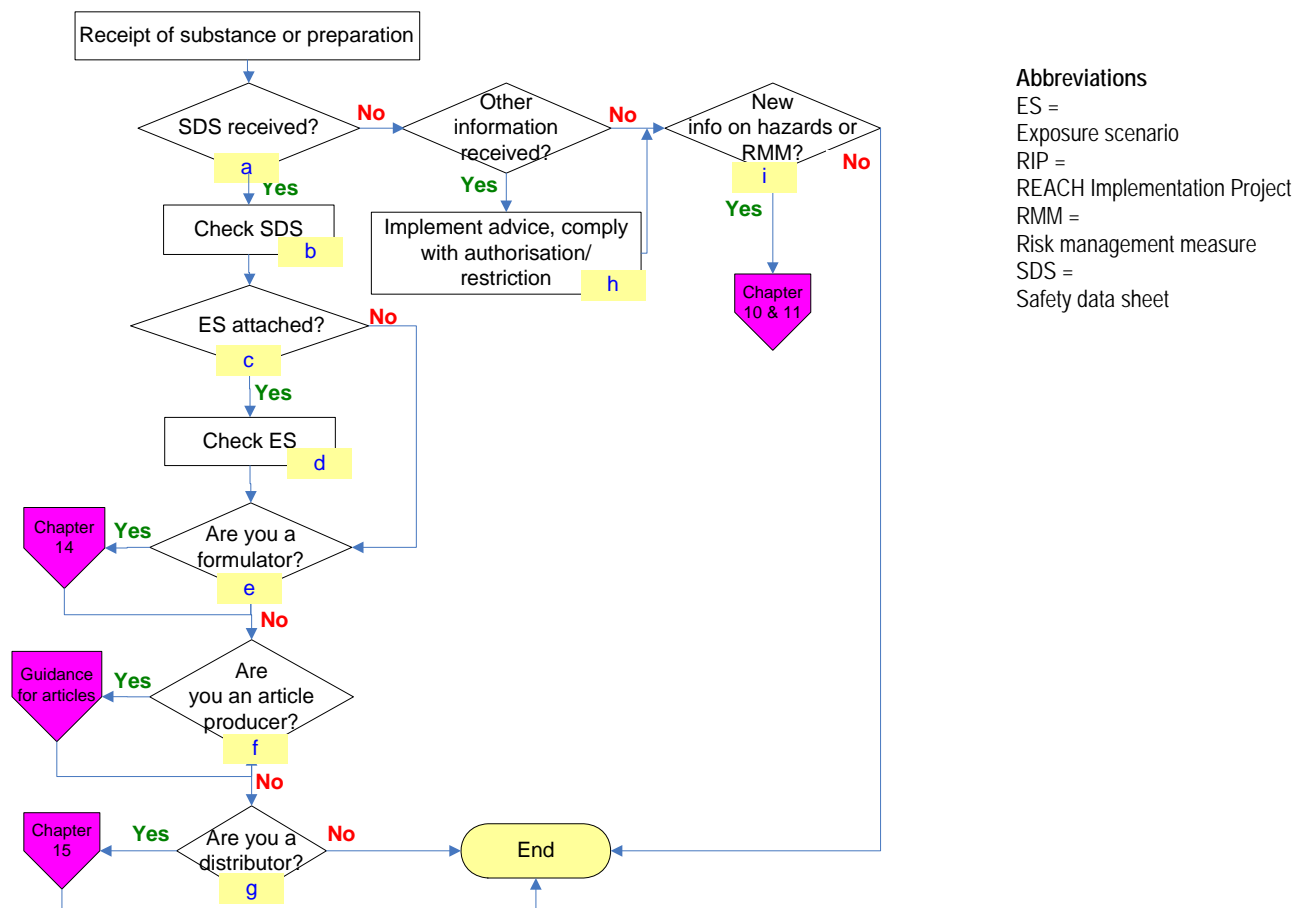 Receipt of substance or preparation
SDS received?
a
No
Yes
Other
information
received?
No
Yes
New
info on hazards or
RMM?
i
No
Yes
Check SDS
b
Implement advice, comply
with authorisation/
restriction
h
Chapter
10 & 11
ES attached?
c
No
Yes
Check ES
d
Are you a
formulator?
e
Yes
Chapter
14
No
Are
you an article
producer?
f
Yes
Guidance
for articles
No
Are you a
distributor?
g
Yes
Chapter
15
No
End
Abbreviations
ES =
Exposure scenario
RIP =
REACH Implementation Project
RMM =
Risk management measure
SDS =
Safety data sheet